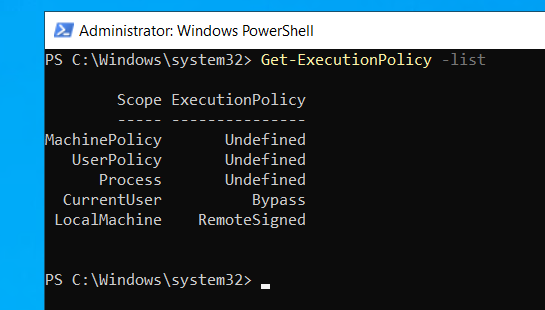 Administrator: Windows PowerShell
PS C:\Windows\system32> Get-ExecutionPolicy -list
Scope ExecutionPolicy
----- ---------------
MachinePolicy Undefined
UserPolicy Undefined
Process Undefined
CurrentUser Bypass
LocalMachine RemoteSigned
PS C:\Windows\system32>